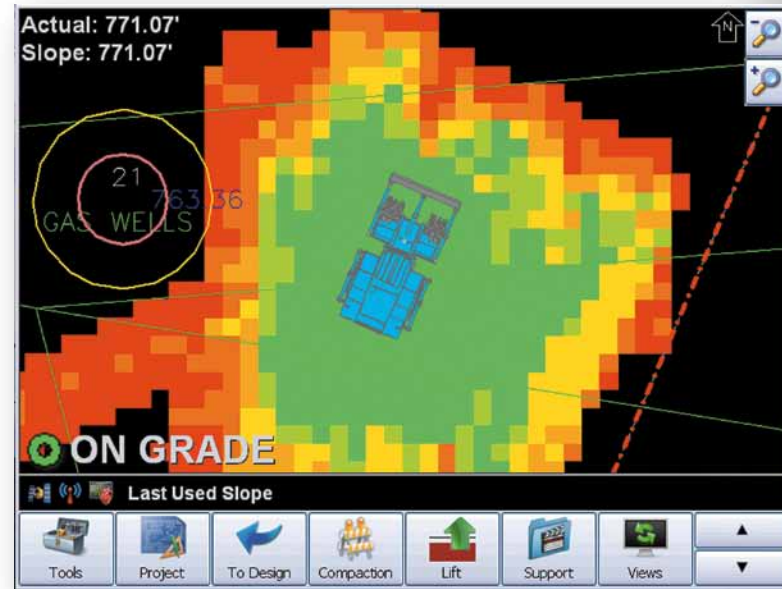 Actual: 771.07'
Slope: 771.07'
N
21
763.36
GAS WELLS
ON GRADE
Last Used Slope
Tools
Project
To Design
Compaction
Lift
Support
Views